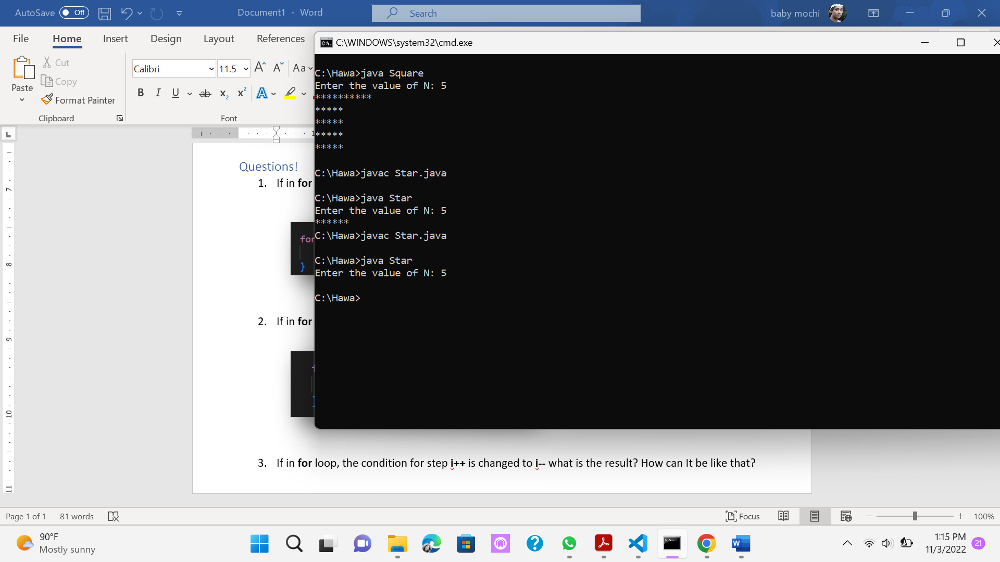 AutoSave Off Document1 - Word Search baby mochi
File Home Insert Design Layout References
C:\WINDOWS\system32\cmd.exe
Paste
Cut
Copy
Format Painter
Clipboard
Calibri 11.5
Font
C:\Hawa>java Square
Enter the value of N: 5
**********
*****
*****
*****
*****
C:\Hawa>javac Star.java
C:\Hawa>java Star
Enter the value of N: 5
******
C:\Hawa>javac Star.java
C:\Hawa>java Star
Enter the value of N: 5
C:\Hawa>
Questions!
1. If in for
for
}
2. If in for
3. If in for loop, the condition for step i++ is changed to i-- what is the result? How can It be like that?
7
8
9
10
11
Page 1 of 1 81 words Focus 100%
90°F
Mostly sunny
1:15 PM
11/3/2022
21